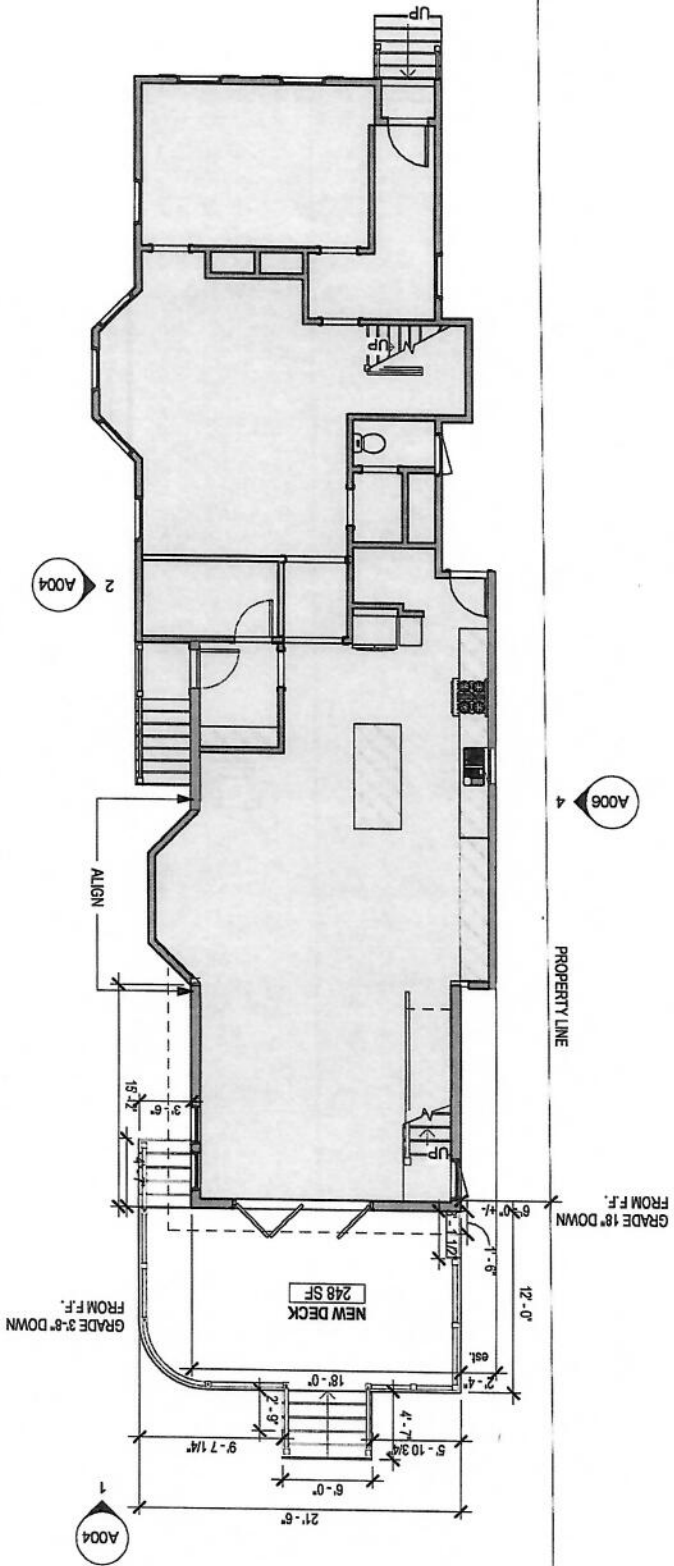 UP
UP
2
A004
A006
4
ALIGN
PROPERTY LINE
15'-2"
3'-6"
UP
6'-0" +/-
GRADE 18" DOWN
FROM F.F.
1'-6"
1 1/2"
12'-0"
NEW DECK
248 SF
GRADE 3'-8" DOWN
FROM F.F.
est.
2'-4"
18'-0"
2'-9"
4'-7"
9'-7 1/4"
5'-10 3/4"
6'-0"
21'-6"
1
A004